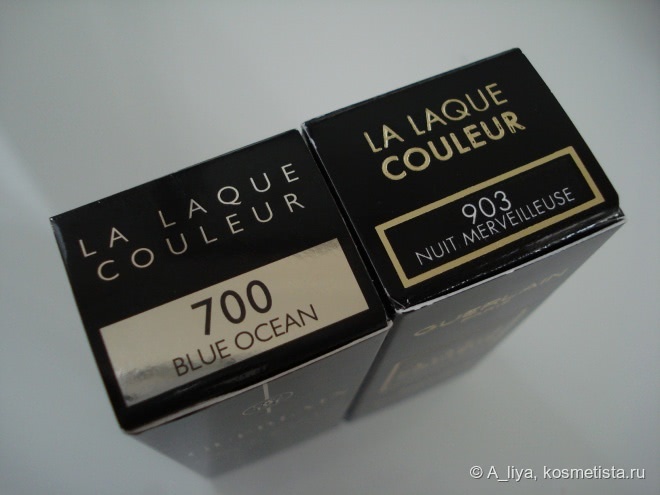 LA LAQUE
COULEUR
700
BLUE OCEAN
LA LAQUE
COULEUR
903
NUIT MERVEILLEUSE
GUERLAIN
© A_liya, kosmetista.ru